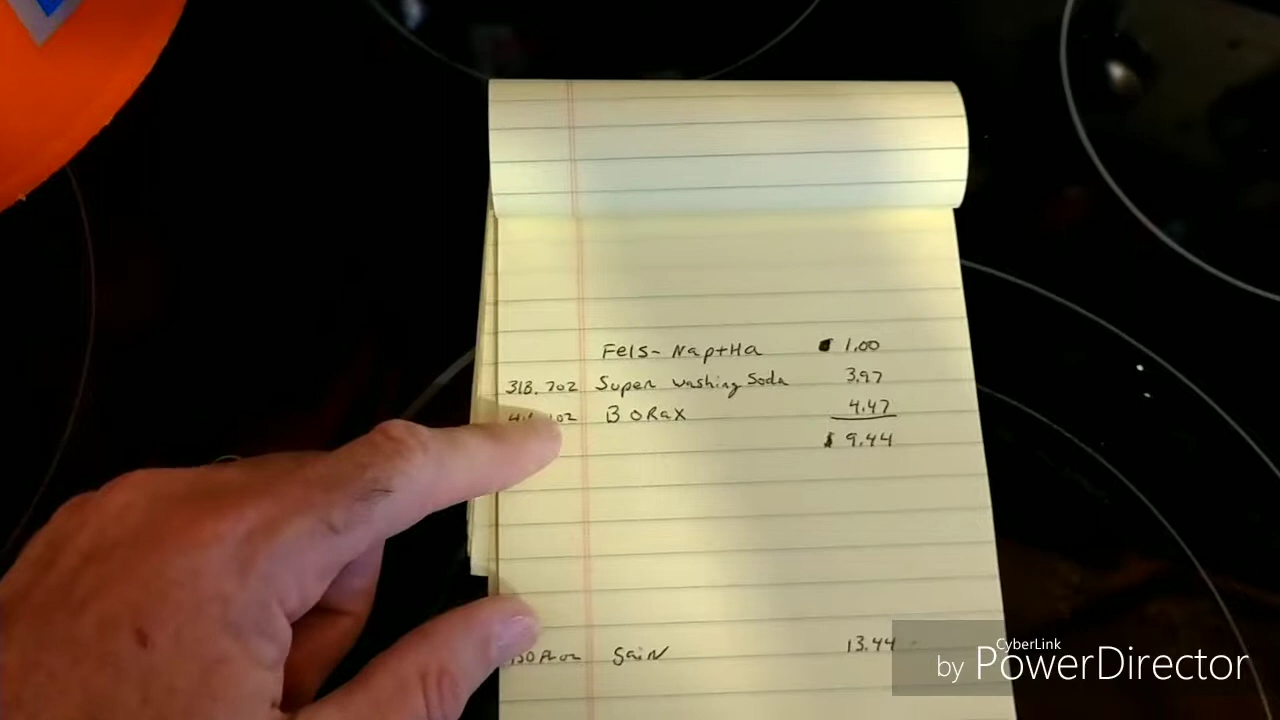 Fels-NaptHa $ 1.00
318.7oz Super washing Soda 3.97
BORax 4.47
$ 9.44
gaiN 13.44
CyberLink
by PowerDirector